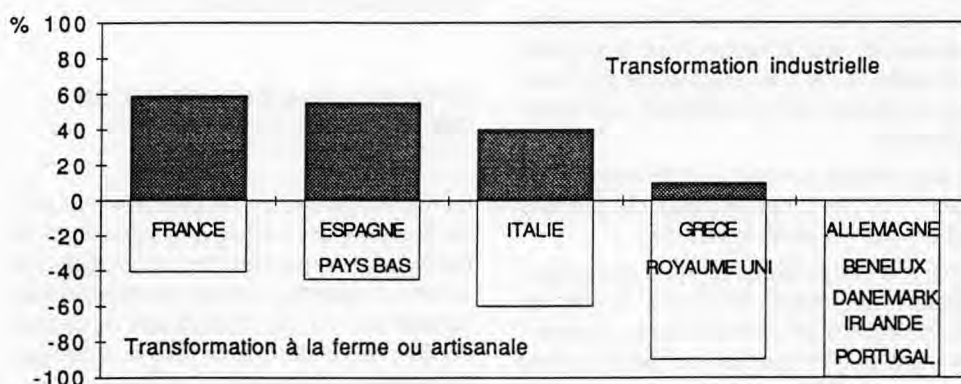 % 100
80
Transformation industrielle
60
40
20
0
-20
FRANCE ESPAGNE ITALIE GRECE ALLEMAGNE
-40
PAYS BAS ROYAUME UNI BENELUX
DANEMARK
-60
IRLANDE
-80
Transformation à la ferme ou artisanale PORTUGAL
-100